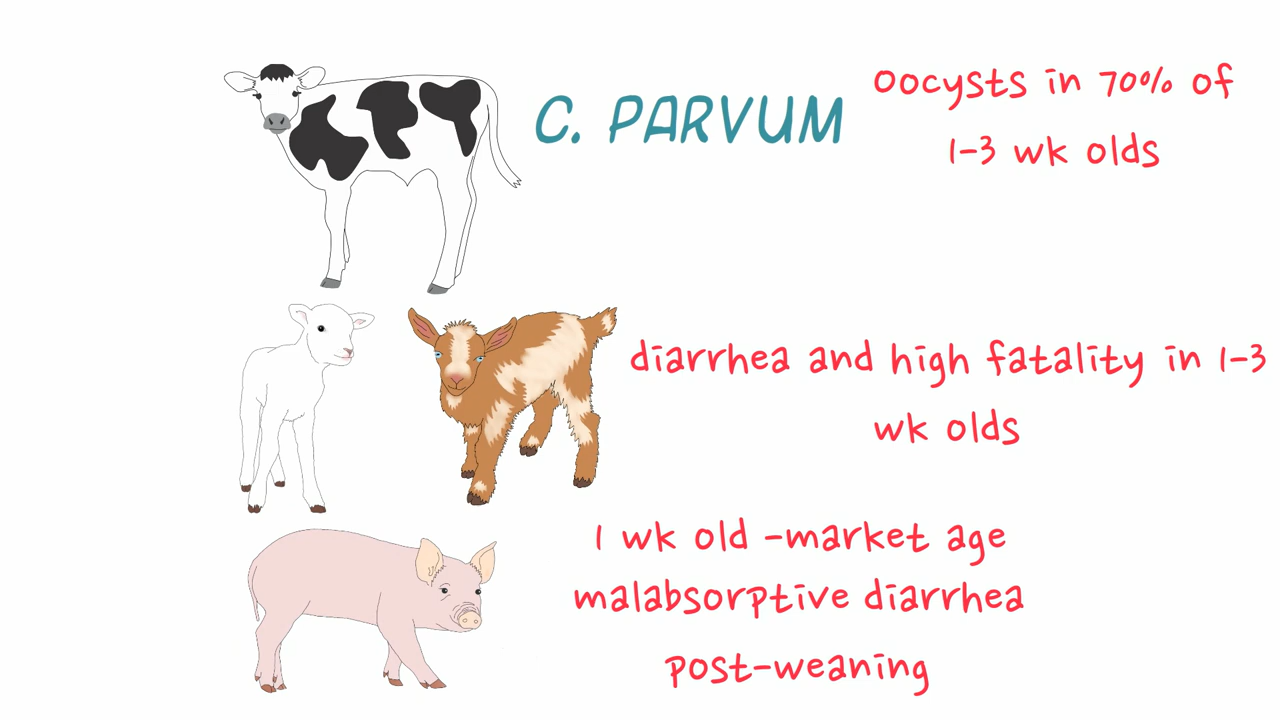 C. PARVUM
oocysts in 70% of
1-3 wk olds
diarrhea and high fatality in 1-3
wk olds
1 wk old -market age
malabsorptive diarrhea
post-weaning